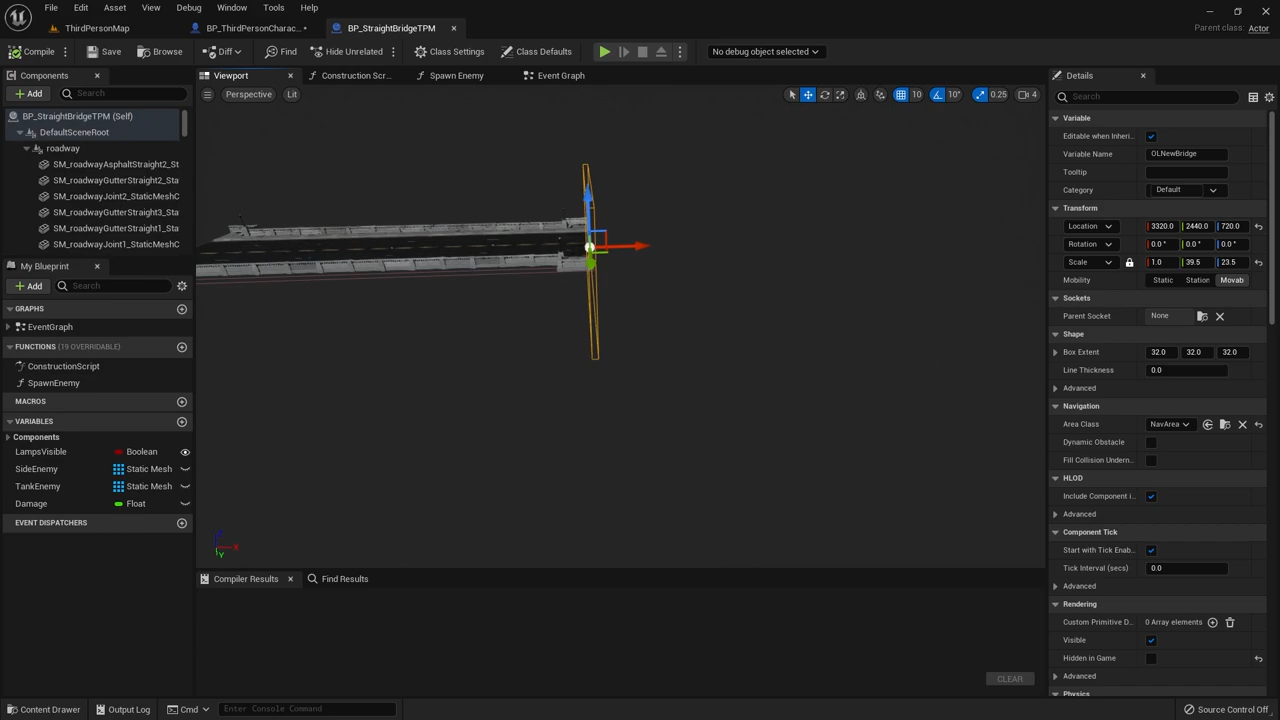 File Edit Asset View Debug Window Tools Help
ThirdPersonMap
BP_ThirdPersonCharac...•
BP_StraightBridgeTPM
Parent class: Actor
Compile
Save
Browse
Diff
Find
Hide Unrelated
Class Settings
Class Defaults
No debug object selected
Components
Add
Search
BP_StraightBridgeTPM (Self)
DefaultSceneRoot
roadway
SM_roadwayAsphaltStraight2_St
SM_roadwayGutterStraight2_Sta
SM_roadwayJoint2_StaticMeshC
SM_roadwayGutterStraight3_Sta
SM_roadwayJoint1_StaticMeshC
My Blueprint
Add
Search
GRAPHS
EventGraph
FUNCTIONS (19 OVERRIDABLE)
ConstructionScript
SpawnEnemy
MACROS
VARIABLES
Components
LampsVisible Boolean
SideEnemy Static Mesh
TankEnemy Static Mesh
Damage Float
EVENT DISPATCHERS
Viewport
Construction Scr...
Spawn Enemy
Event Graph
Perspective
Lit
10
10°
0.25
4
X
Y
Compiler Results
Find Results
CLEAR
Details
Search
Variable
Editable when Inheri...
Variable Name OLNewBridge
Tooltip
Category Default
Transform
Location 3320.0 2440.0 720.0
Rotation 0.0 ° 0.0 ° 0.0 °
Scale 1.0 39.5 23.5
Mobility Static Station Movab
Sockets
Parent Socket None
Shape
Box Extent 32.0 32.0 32.0
Line Thickness 0.0
Advanced
Navigation
Area Class NavArea
Dynamic Obstacle
Fill Collision Undern...
HLOD
Include Component i...
Advanced
Component Tick
Start with Tick Enab...
Tick Interval (secs) 0.0
Advanced
Rendering
Custom Primitive D... 0 Array elements
Visible
Hidden in Game
Advanced
Physics
Content Drawer
Output Log
Cmd
Enter Console Command
Source Control Off